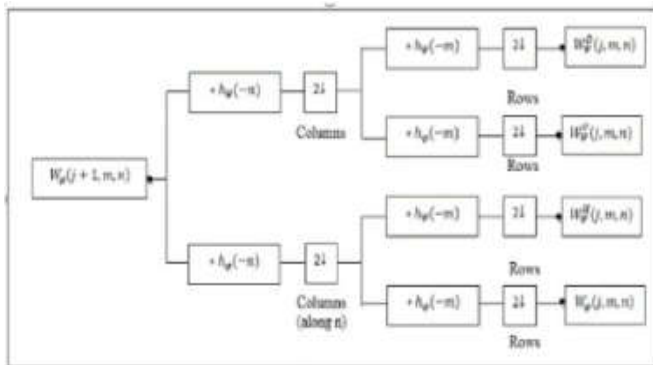 ∗ h_ψ(−m) 2↓ W_ψ^D(j, m, n)
Rows
∗ h_ψ(−n) 2↓
Columns
∗ h_φ(−m) 2↓ W_ψ^V(j, m, n)
Rows
W_φ(j + 1, m, n)
∗ h_ψ(−m) 2↓ W_ψ^H(j, m, n)
Rows
∗ h_φ(−n) 2↓
Columns
(along n)
∗ h_φ(−m) 2↓ W_φ(j, m, n)
Rows